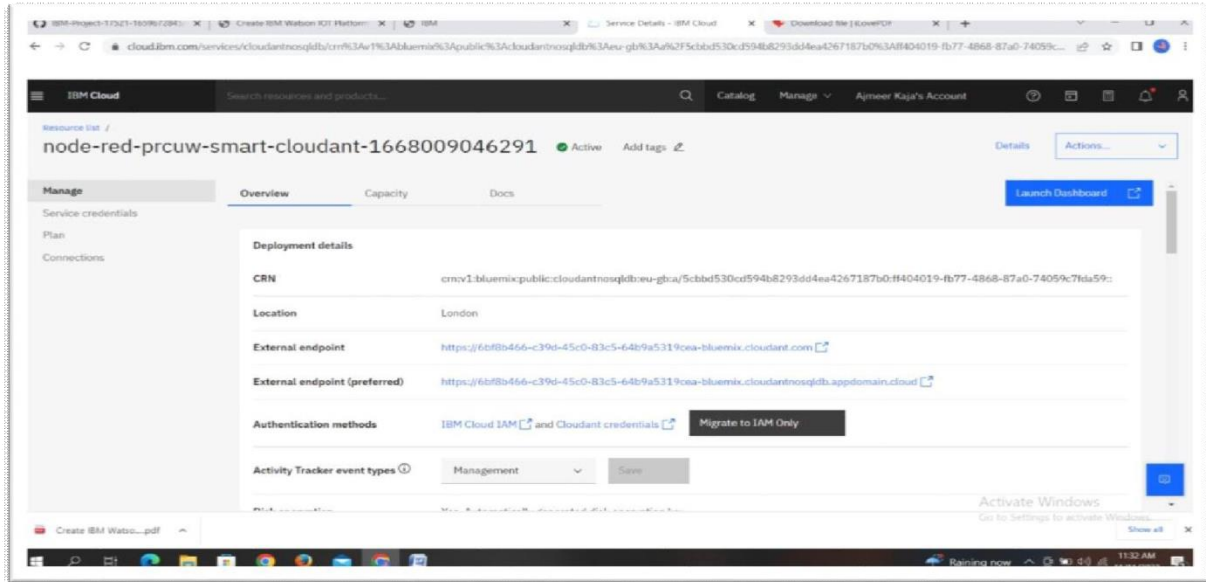 IBM-Project-17521-1659672845
Create IBM Watson IOT Platform
IBM
Service Details - IBM Cloud
Download file | iLovePDF
cloud.ibm.com/services/cloudantnosqldb/crn%3Av1%3Abluemix%3Apublic%3Acloudantnosqldb%3Aeu-gb%3Aa%2F5cbbd530cd594b8293dd4ea4267187b0%3Aff404019-fb77-4868-87a0-74059c...
IBM Cloud
Search resources and products...
Catalog
Manage
Ajmeer Kaja's Account
Resource list /
node-red-prcuw-smart-cloudant-1668009046291
Active
Add tags
Details
Actions...
Manage
Service credentials
Plan
Connections
Overview
Capacity
Docs
Launch Dashboard
Deployment details
CRN
crn:v1:bluemix:public:cloudantnosqldb:eu-gb:a/5cbbd530cd594b8293dd4ea4267187b0:ff404019-fb77-4868-87a0-74059c7fda59::
Location
London
External endpoint
https://6bf8b466-c39d-45c0-83c5-64b9a5319cea-bluemix.cloudant.com
External endpoint (preferred)
https://6bf8b466-c39d-45c0-83c5-64b9a5319cea-bluemix.cloudantnosqldb.appdomain.cloud
Authentication methods
IBM Cloud IAM and Cloudant credentials
Migrate to IAM Only
Activity Tracker event types
Management
Save
Activate Windows
Go to Settings to activate Windows.
Create IBM Watso....pdf
Show all
Raining now
11:32 AM